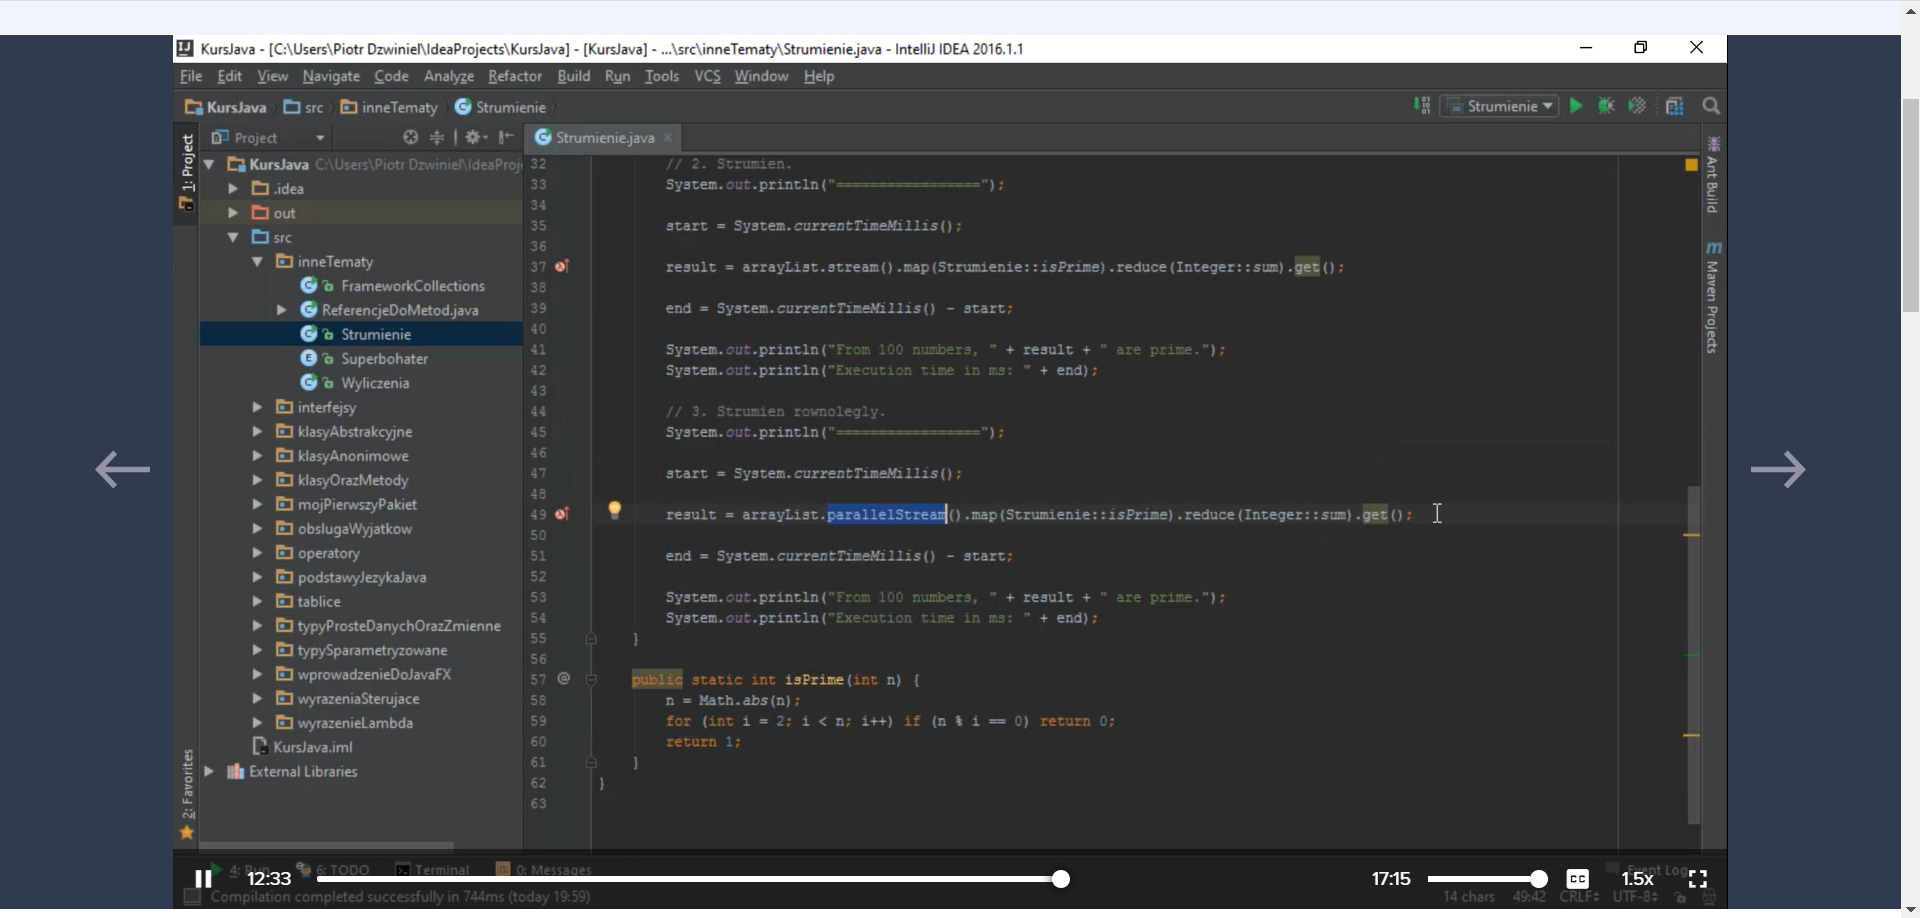 KursJava - [C:\Users\Piotr Dzwiniel\IdeaProjects\KursJava] - [KursJava] - ...\src\inneTematy\Strumienie.java - IntelliJ IDEA 2016.1.1
File Edit View Navigate Code Analyze Refactor Build Run Tools VCS Window Help
KursJava src inneTematy Strumienie
Strumienie
1: Project
2: Favorites
Project
KursJava C:\Users\Piotr Dzwiniel\IdeaProj
.idea
out
src
inneTematy
FrameworkCollections
ReferencjeDoMetod.java
Strumienie
Superbohater
Wyliczenia
interfejsy
klasyAbstrakcyjne
klasyAnonimowe
klasyOrazMetody
mojPierwszyPakiet
obslugaWyjatkow
operatory
podstawyJezykaJava
tablice
typyProsteDanychOrazZmienne
typySparametryzowane
wprowadzenieDoJavaFX
wyrazeniaSterujace
wyrazenieLambda
KursJava.iml
External Libraries
Strumienie.java
32 // 2. Strumien.
33 System.out.println("=================");
34
35 start = System.currentTimeMillis();
36
37 result = arrayList.stream().map(Strumienie::isPrime).reduce(Integer::sum).get();
38
39 end = System.currentTimeMillis() - start;
40
41 System.out.println("From 100 numbers, " + result + " are prime.");
42 System.out.println("Execution time in ms: " + end);
43
44 // 3. Strumien rownolegly.
45 System.out.println("=================");
46
47 start = System.currentTimeMillis();
48
49 result = arrayList.parallelStream().map(Strumienie::isPrime).reduce(Integer::sum).get();
50
51 end = System.currentTimeMillis() - start;
52
53 System.out.println("From 100 numbers, " + result + " are prime.");
54 System.out.println("Execution time in ms: " + end);
55 }
56
57 @ public static int isPrime(int n) {
58 n = Math.abs(n);
59 for (int i = 2; i < n; i++) if (n % i == 0) return 0;
60 return 1;
61 }
62 }
63
Ant Build
Maven Projects
4: Run 6: TODO Terminal 0: Messages Event Log
12:33 17:15 CC 1.5x
Compilation completed successfully in 744ms (today 19:59) 14 chars 49:42 CRLF UTF-8